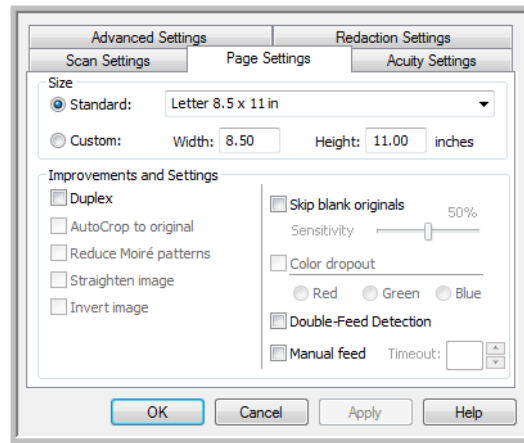 Advanced Settings Redaction Settings
Scan Settings Page Settings Acuity Settings
Size
Standard: Letter 8.5 x 11 in
Custom: Width: 8.50 Height: 11.00 inches
Improvements and Settings
Duplex
AutoCrop to original
Reduce Moiré patterns
Straighten image
Invert image
Skip blank originals
50%
Sensitivity
Color dropout
Red Green Blue
Double-Feed Detection
Manual feed Timeout:
OK Cancel Apply Help